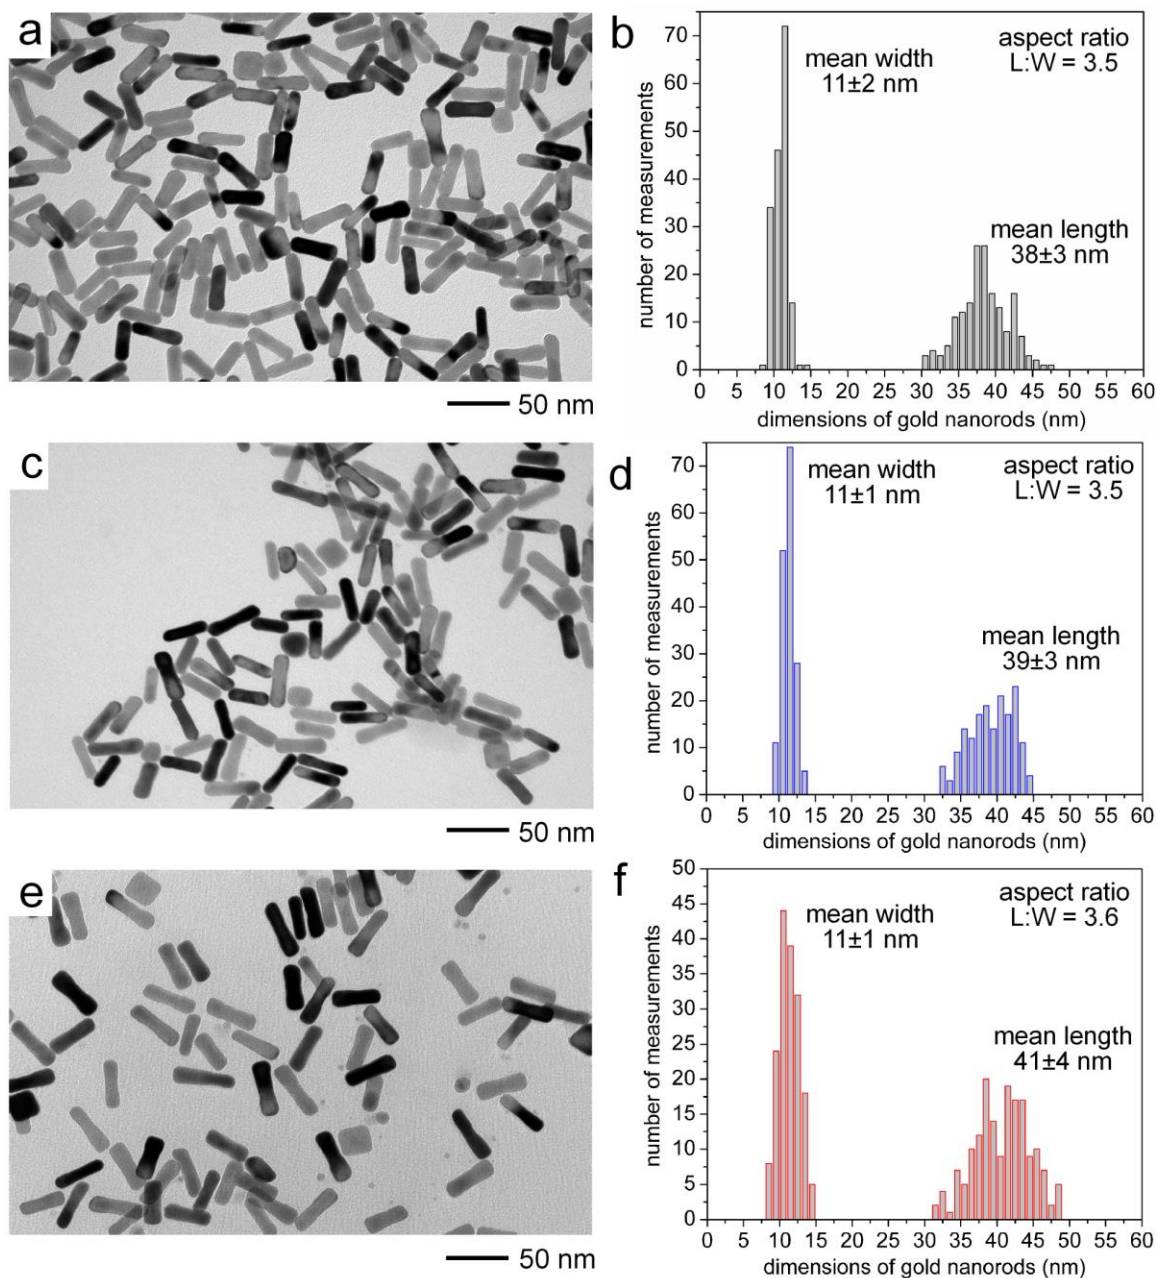 a
50 nm
b
mean width
11±2 nm
aspect ratio
L:W = 3.5
mean length
38±3 nm
number of measurements
70
60
50
40
30
20
10
0
0 5 10 15 20 25 30 35 40 45 50 55 60
dimensions of gold nanorods (nm)
c
50 nm
d
mean width
11±1 nm
aspect ratio
L:W = 3.5
mean length
39±3 nm
number of measurements
70
60
50
40
30
20
10
0
0 5 10 15 20 25 30 35 40 45 50 55 60
dimensions of gold nanorods (nm)
e
50 nm
f
mean width
11±1 nm
aspect ratio
L:W = 3.6
mean length
41±4 nm
number of measurements
50
45
40
35
30
25
20
15
10
5
0
0 5 10 15 20 25 30 35 40 45 50 55 60
dimensions of gold nanorods (nm)